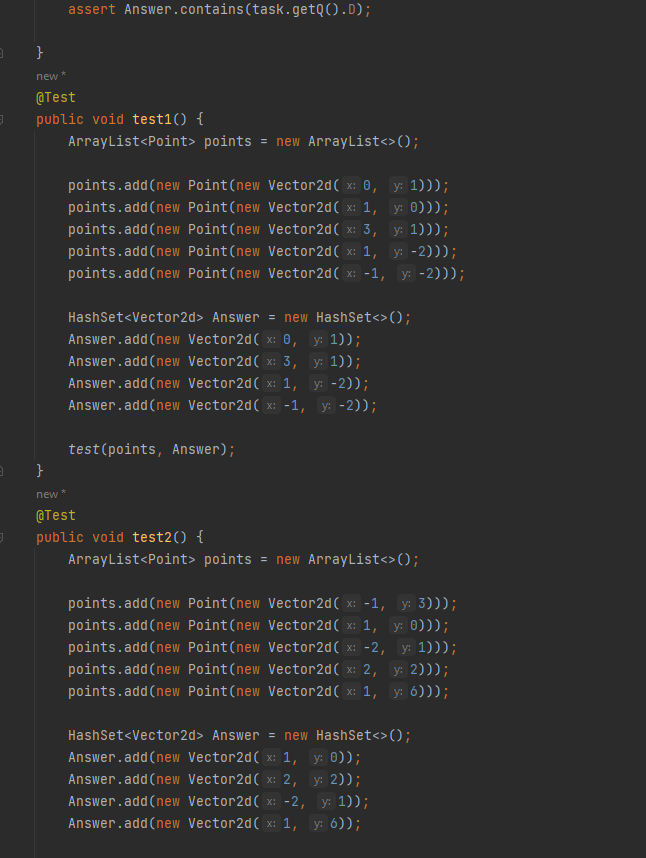 assert Answer.contains(task.getQ().D);
}
new *
@Test
public void test1() {
ArrayList<Point> points = new ArrayList<>();
points.add(new Point(new Vector2d( x: 0, y: 1)));
points.add(new Point(new Vector2d( x: 1, y: 0)));
points.add(new Point(new Vector2d( x: 3, y: 1)));
points.add(new Point(new Vector2d( x: 1, y: -2)));
points.add(new Point(new Vector2d( x: -1, y: -2)));
HashSet<Vector2d> Answer = new HashSet<>();
Answer.add(new Vector2d( x: 0, y: 1));
Answer.add(new Vector2d( x: 3, y: 1));
Answer.add(new Vector2d( x: 1, y: -2));
Answer.add(new Vector2d( x: -1, y: -2));
test(points, Answer);
}
new *
@Test
public void test2() {
ArrayList<Point> points = new ArrayList<>();
points.add(new Point(new Vector2d( x: -1, y: 3)));
points.add(new Point(new Vector2d( x: 1, y: 0)));
points.add(new Point(new Vector2d( x: -2, y: 1)));
points.add(new Point(new Vector2d( x: 2, y: 2)));
points.add(new Point(new Vector2d( x: 1, y: 6)));
HashSet<Vector2d> Answer = new HashSet<>();
Answer.add(new Vector2d( x: 1, y: 0));
Answer.add(new Vector2d( x: 2, y: 2));
Answer.add(new Vector2d( x: -2, y: 1));
Answer.add(new Vector2d( x: 1, y: 6));